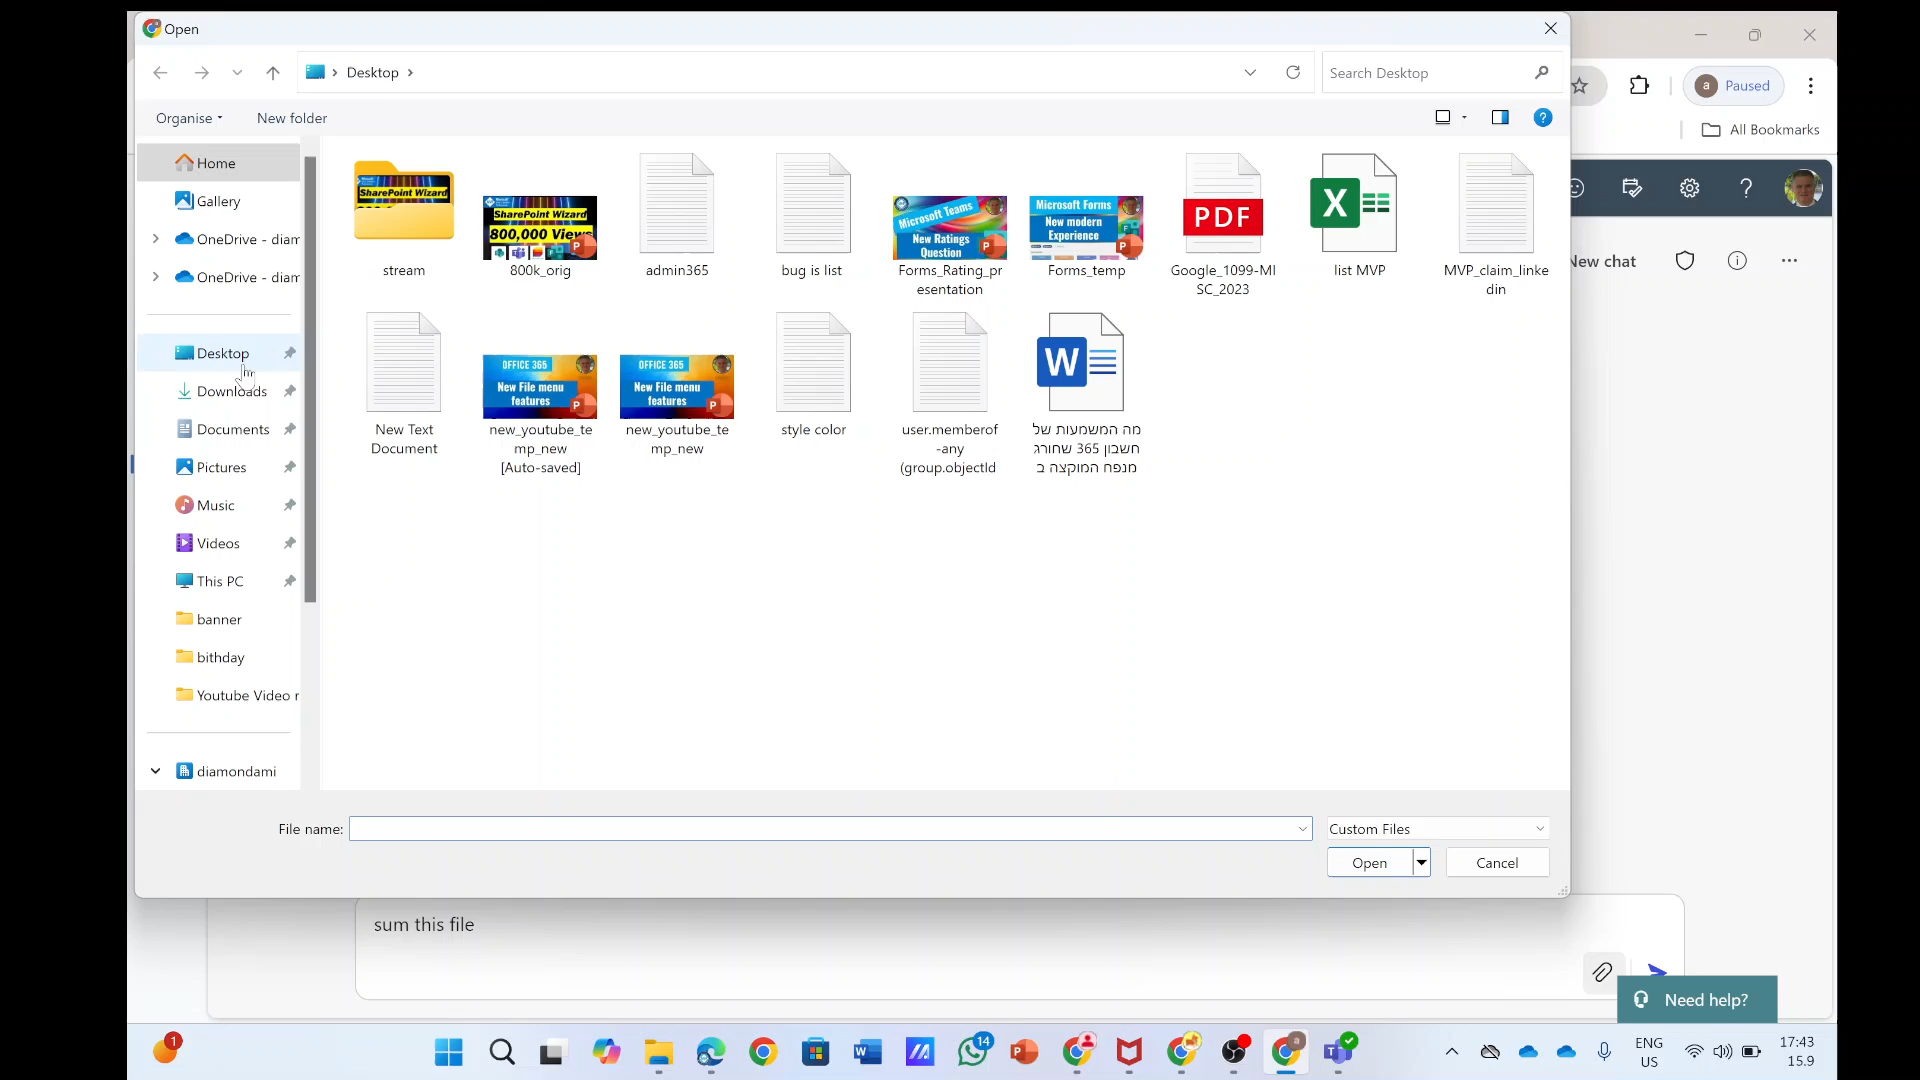 Open
Desktop
Search Desktop
Paused
Organise
New folder
All Bookmarks
Home
Gallery
OneDrive - diam
OneDrive - diam
Desktop
Downloads
Documents
Pictures
Music
Videos
This PC
banner
bithday
Youtube Video r
diamondami
SharePoint Wizard
SharePoint Wizard
800,000 Views
Microsoft Teams
New Ratings
Question
Microsoft Forms
New modern
Experience
PDF
stream
800k_orig
admin365
bug is list
Forms_Rating_pr
esentation
Forms_temp
Google_1099-MI
SC_2023
list MVP
MVP_claim_linke
din
OFFICE 365
New File menu
features
OFFICE 365
New File menu
features
New Text
Document
new_youtube_te
mp_new
[Auto-saved]
new_youtube_te
mp_new
style color
user.memberof
-any
(group.objectId
מה המשמעות של
חשבון 365 שחורג
מנפח המוקצה ב
New chat
File name:
Custom Files
Open
Cancel
sum this file
Need help?
1
14
ENG
US
17:43
15.9